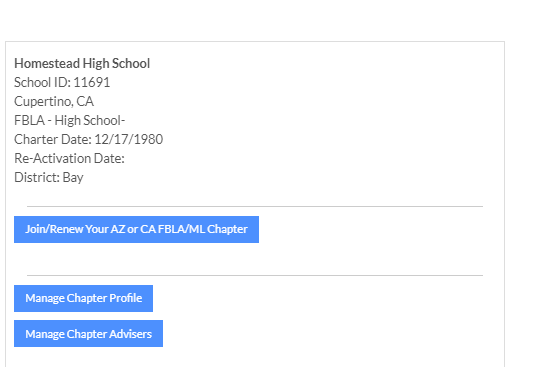 Homestead High School
School ID: 11691
Cupertino, CA
FBLA - High School-
Charter Date: 12/17/1980
Re-Activation Date:
District: Bay
Join/Renew Your AZ or CA FBLA/ML Chapter
Manage Chapter Profile
Manage Chapter Advisers